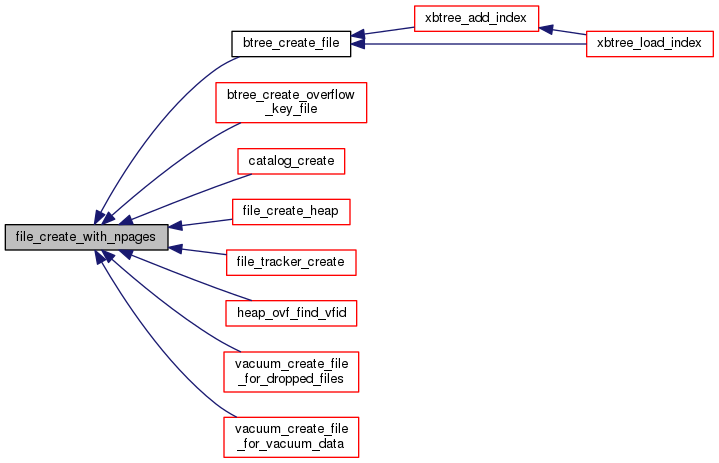 xbtree_add_index
btree_create_file
xbtree_load_index
btree_create_overflow
_key_file
catalog_create
file_create_heap
file_create_with_npages
file_tracker_create
heap_ovf_find_vfid
vacuum_create_file
_for_dropped_files
vacuum_create_file
_for_vacuum_data